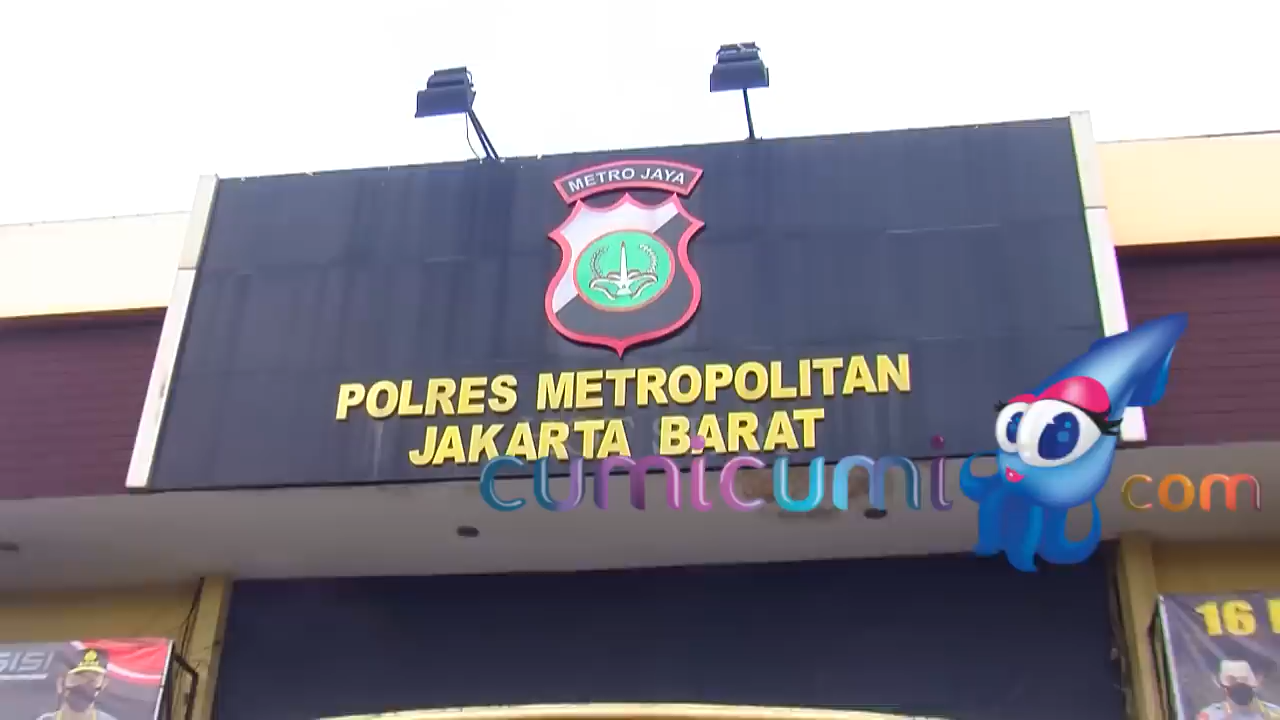 METRO JAYA
POLRES METROPOLITAN
JAKARTA BARAT
cumicumi.com
16